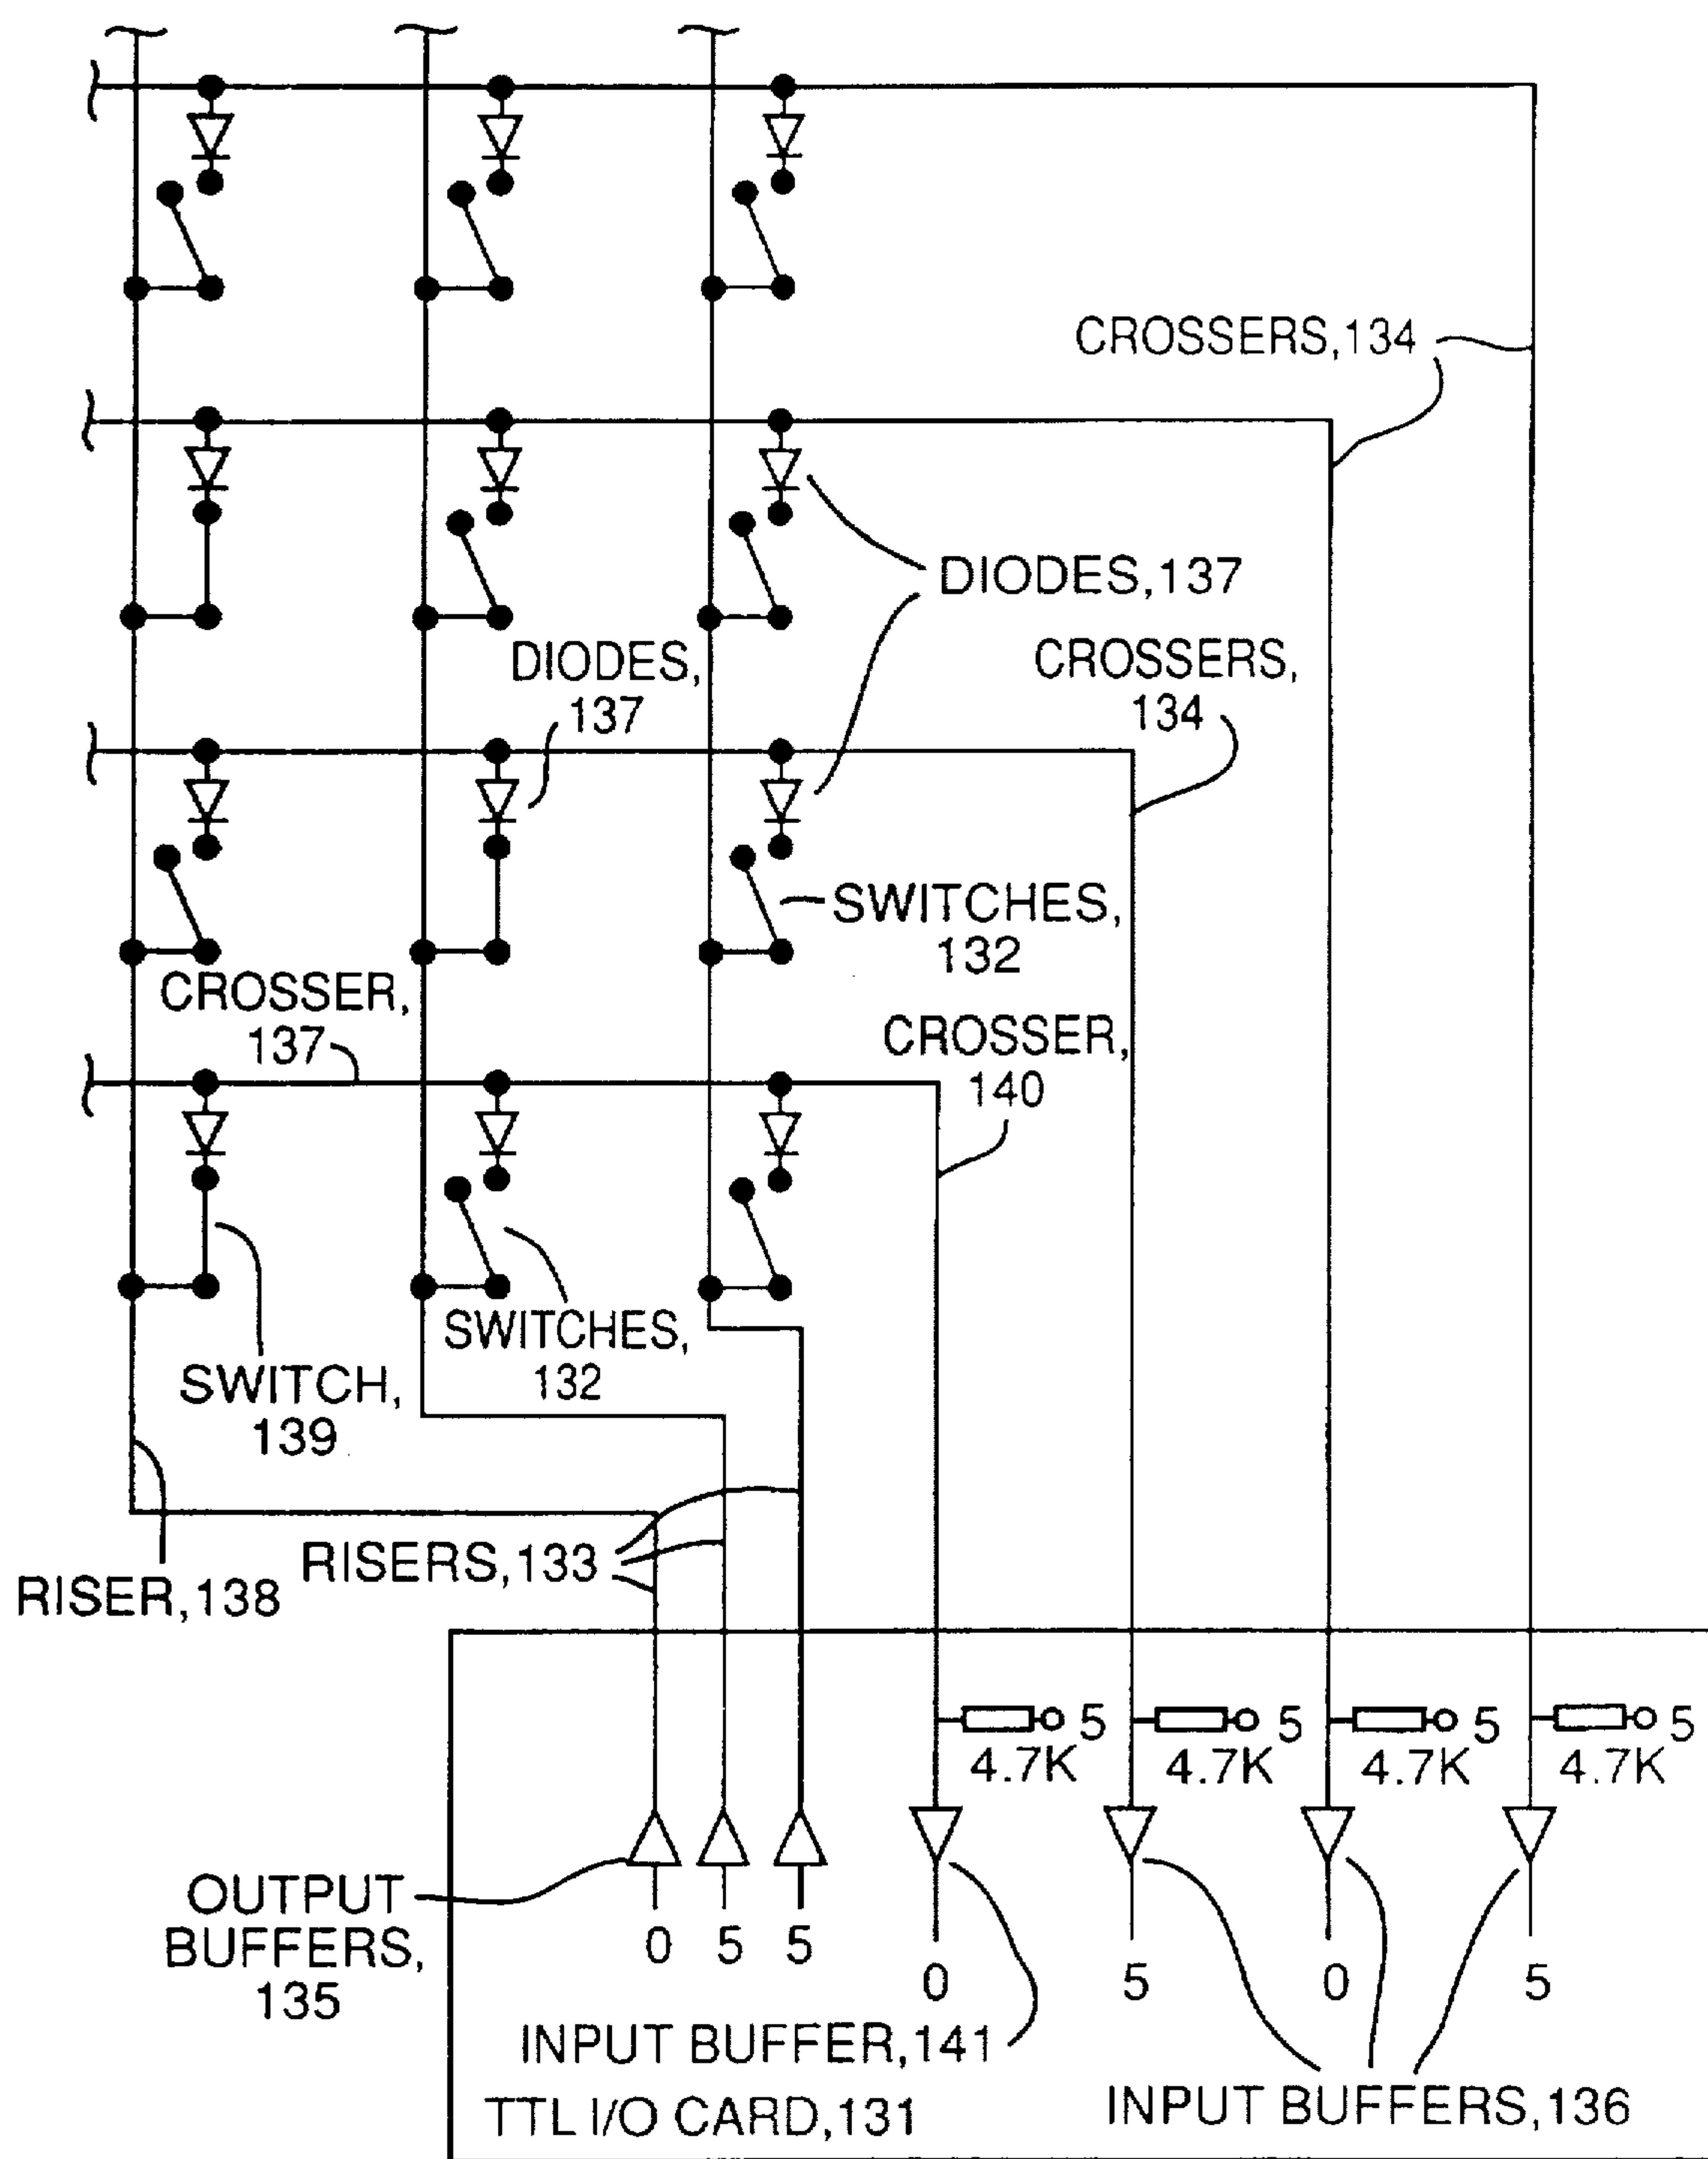 CROSSERS,134
DIODES,137
DIODES,
137
CROSSERS,
134
SWITCHES,
132
CROSSER,
137
CROSSER,
140
SWITCHES,
132
SWITCH,
139
RISERS,133
RISER,138
5
4.7K
5
4.7K
5
4.7K
5
4.7K
OUTPUT
BUFFERS,
135
0 5 5
0 5 0 5
INPUT BUFFER,141
INPUT BUFFERS,136
TTL I/O CARD,131